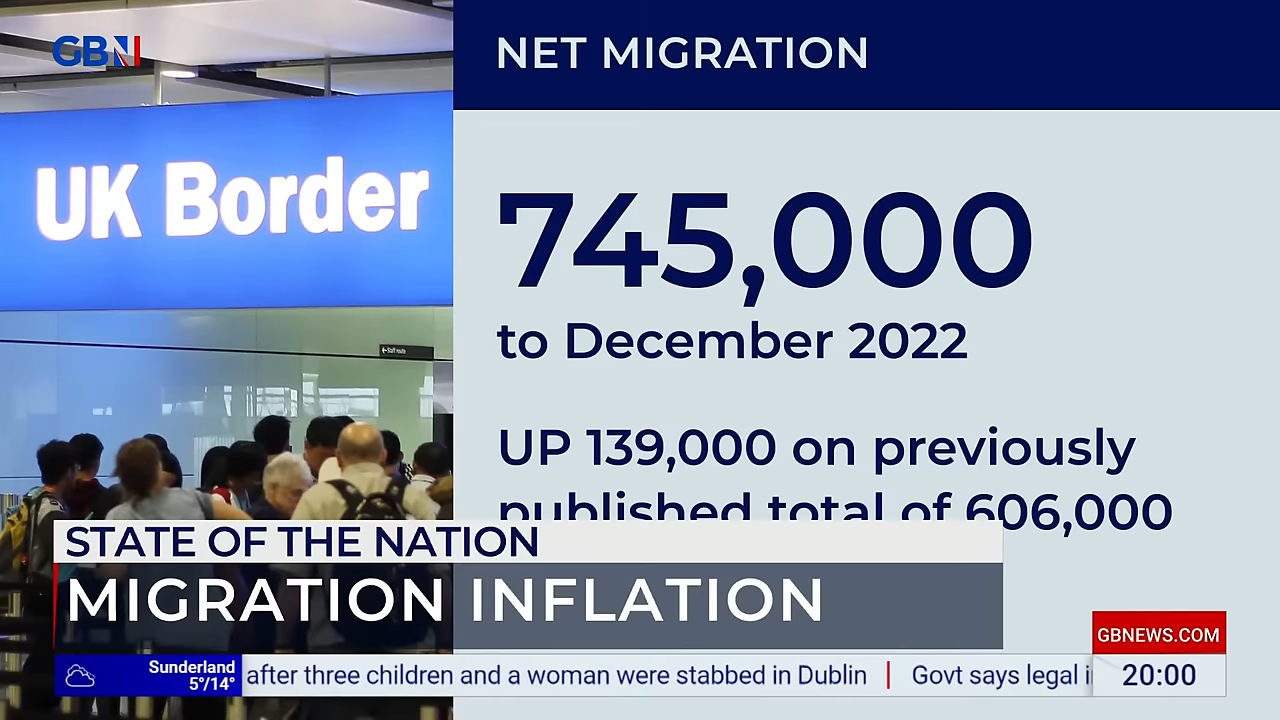 GBN
NET MIGRATION
UK Border
Staff route
745,000
to December 2022
UP 139,000 on previously
published total of 606,000
STATE OF THE NATION
MIGRATION INFLATION
GBNEWS.COM
Sunderland
5°/14°
after three children and a woman were stabbed in Dublin | Govt says legal i
20:00